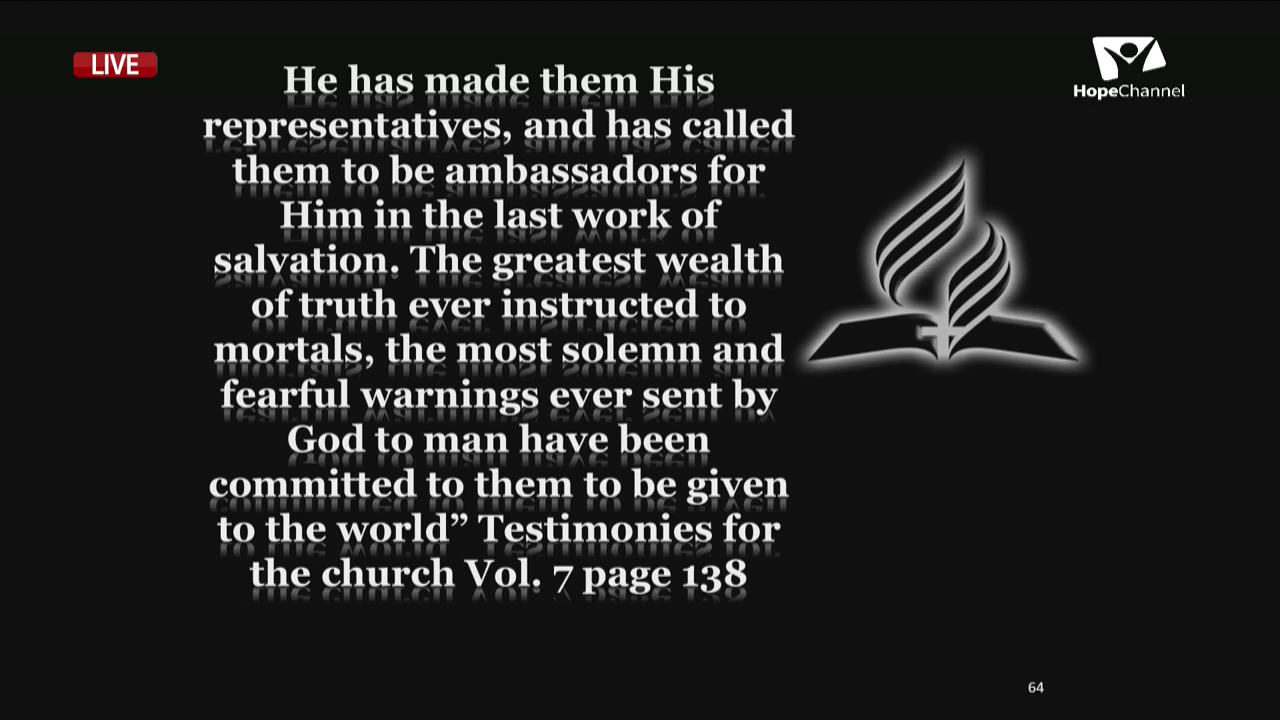 LIVE
HopeChannel
He has made them His
representatives, and has called
them to be ambassadors for
Him in the last work of
salvation. The greatest wealth
of truth ever instructed to
mortals, the most solemn and
fearful warnings ever sent by
God to man have been
committed to them to be given
to the world” Testimonies for
the church Vol. 7 page 138
64